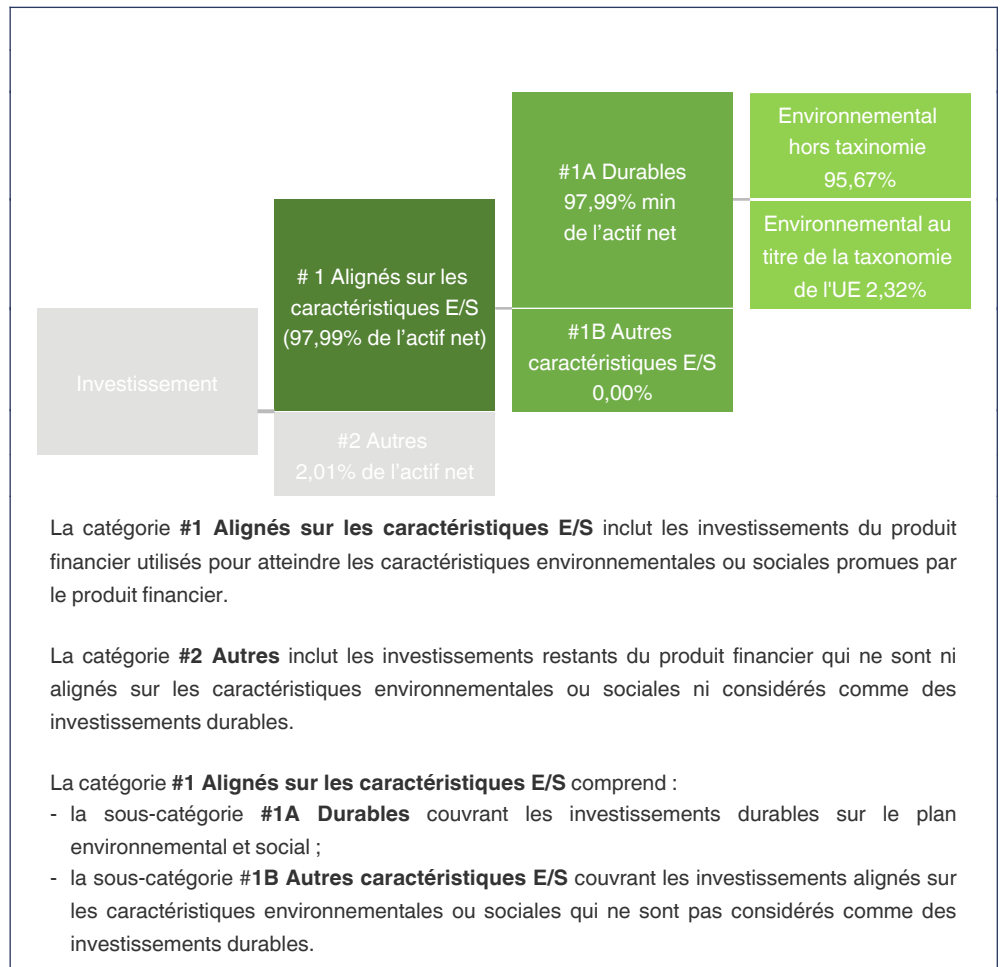 Investissement
# 1 Alignés sur les
caractéristiques E/S
(97,99% de l'actif net)
#2 Autres
2,01% de l'actif net
#1A Durables
97,99% min
de l'actif net
#1B Autres
caractéristiques E/S
0,00%
Environnemental
hors taxinomie
95,67%
Environnemental au
titre de la taxonomie
de l'UE 2,32%
La catégorie #1 Alignés sur les caractéristiques E/S inclut les investissements du produit
financier utilisés pour atteindre les caractéristiques environnementales ou sociales promues par
le produit financier.
La catégorie #2 Autres inclut les investissements restants du produit financier qui ne sont ni
alignés sur les caractéristiques environnementales ou sociales ni considérés comme des
investissements durables.
La catégorie #1 Alignés sur les caractéristiques E/S comprend :
- la sous-catégorie #1A Durables couvrant les investissements durables sur le plan
environnemental et social ;
- la sous-catégorie #1B Autres caractéristiques E/S couvrant les investissements alignés sur
les caractéristiques environnementales ou sociales qui ne sont pas considérés comme des
investissements durables.